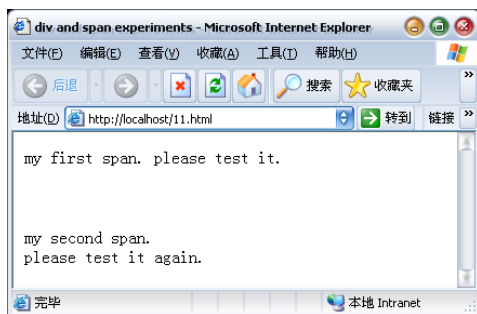 div and span experiments - Microsoft Internet Explorer
文件(F) 编辑(E) 查看(V) 收藏(A) 工具(T) 帮助(H)
后退 搜索 收藏夹 »
地址(D) http://localhost/11.html 转到 链接 »
my first span. please test it.
my second span.
please test it again.
完毕 本地 Intranet